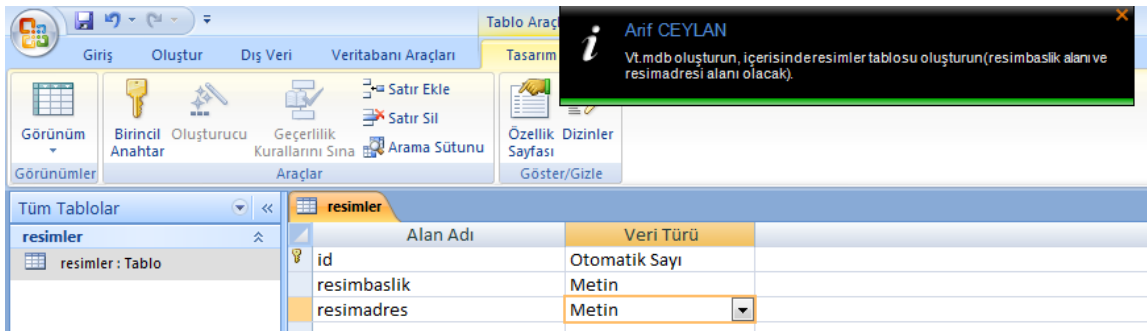 Tablo Araçl
Arif CEYLAN
Vt.mdb oluşturun, içerisinde resimler tablosu oluşturun(resimbaslik alanı ve
resimadresi alanı olacak).
Giriş Oluştur Dış Veri Veritabanı Araçları Tasarım
Görünüm
Birincil Anahtar
Oluşturucu
Geçerlilik Kurallarını Sına
Satır Ekle
Satır Sil
Arama Sütunu
Özellik Sayfası
Dizinler
Görünümler Araçlar Göster/Gizle
Tüm Tablolar
resimler
resimler : Tablo
resimler
Alan Adı Veri Türü
id Otomatik Sayı
resimbaslik Metin
resimadres Metin